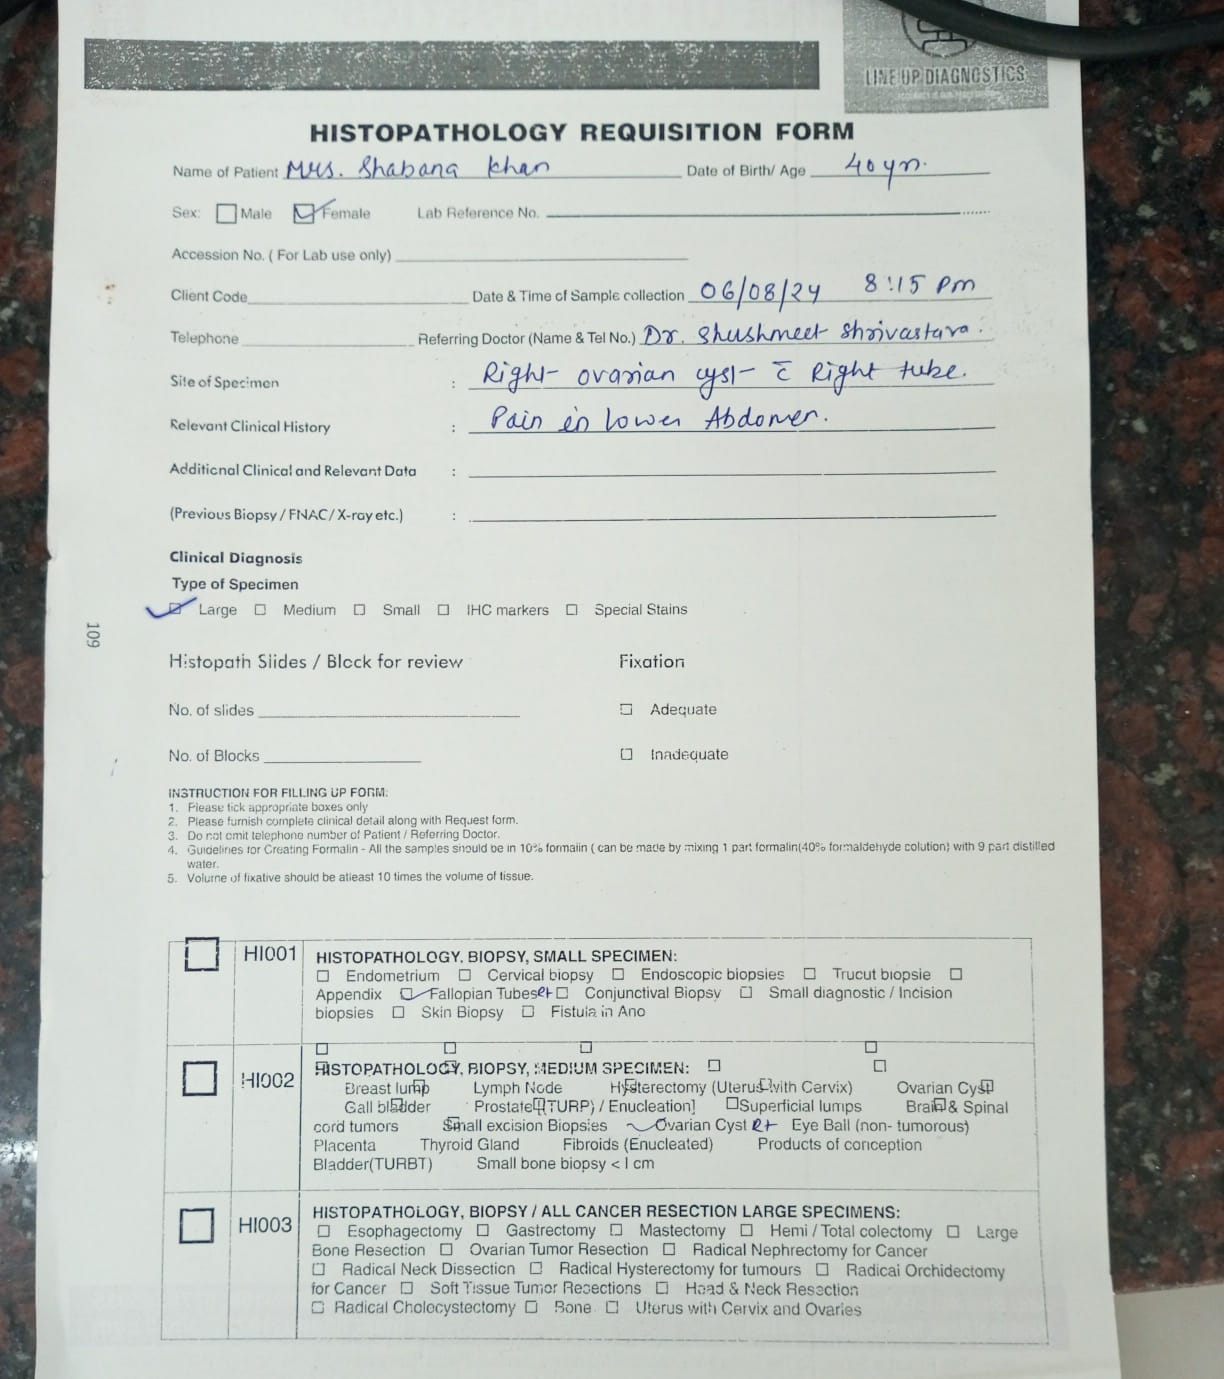 LINE UP DIAGNOSTICS
HISTOPATHOLOGY REQUISITION FORM
Name of Patient Mrs. Shabana Khan Date of Birth/ Age 40 yr.
Sex: Male Female Lab Reference No.
Accession No. ( For Lab use only)
Client Code Date & Time of Sample collection 06/08/24 8:15 Pm
Telephone Referring Doctor (Name & Tel No.) Dr. Shushmeet Shrivastava.
Site of Specimen : Right ovarian cyst c̄ Right tube.
Relevant Clinical History : Pain in Lower Abdomen.
Additional Clinical and Relevant Data :
(Previous Biopsy / FNAC/ X-ray etc.) :
Clinical Diagnosis
Type of Specimen
Large Medium Small IHC markers Special Stains
109
Histopath Slides / Block for review Fixation
No. of slides Adequate
No. of Blocks Inadequate
INSTRUCTION FOR FILLING UP FORM:
1. Please tick appropriate boxes only
2. Please furnish complete clinical detail along with Request form.
3. Do not omit telephone number of Patient / Referring Doctor.
4. Guidelines for Creating Formalin - All the samples should be in 10% formalin ( can be made by mixing 1 part formalin(40% formaldehyde solution) with 9 part distilled
water.
5. Volume of fixative should be atleast 10 times the volume of tissue.
HI001 HISTOPATHOLOGY, BIOPSY, SMALL SPECIMEN:
Endometrium Cervical biopsy Endoscopic biopsies Trucut biopsie
Appendix Fallopian Tubes Rt Conjunctival Biopsy Small diagnostic / Incision
biopsies Skin Biopsy Fistula in Ano
HI002 HISTOPATHOLOGY, BIOPSY, MEDIUM SPECIMEN:
Breast lump Lymph Node Hysterectomy (Uterus with Cervix) Ovarian Cyst
Gall bladder Prostate [(TURP) / Enucleation] Superficial lumps Brain & Spinal
cord tumors Small excision Biopsies Ovarian Cyst Rt Eye Ball (non- tumorous)
Placenta Thyroid Gland Fibroids (Enucleated) Products of conception
Bladder(TURBT) Small bone biopsy < I cm
HI003 HISTOPATHOLOGY, BIOPSY / ALL CANCER RESECTION LARGE SPECIMENS:
Esophagectomy Gastrectomy Mastectomy Hemi / Total colectomy Large
Bone Resection Ovarian Tumor Resection Radical Nephrectomy for Cancer
Radical Neck Dissection Radical Hysterectomy for tumours Radical Orchidectomy
for Cancer Soft Tissue Tumor Resections Head & Neck Resection
Radical Cholecystectomy Bone Uterus with Cervix and Ovaries